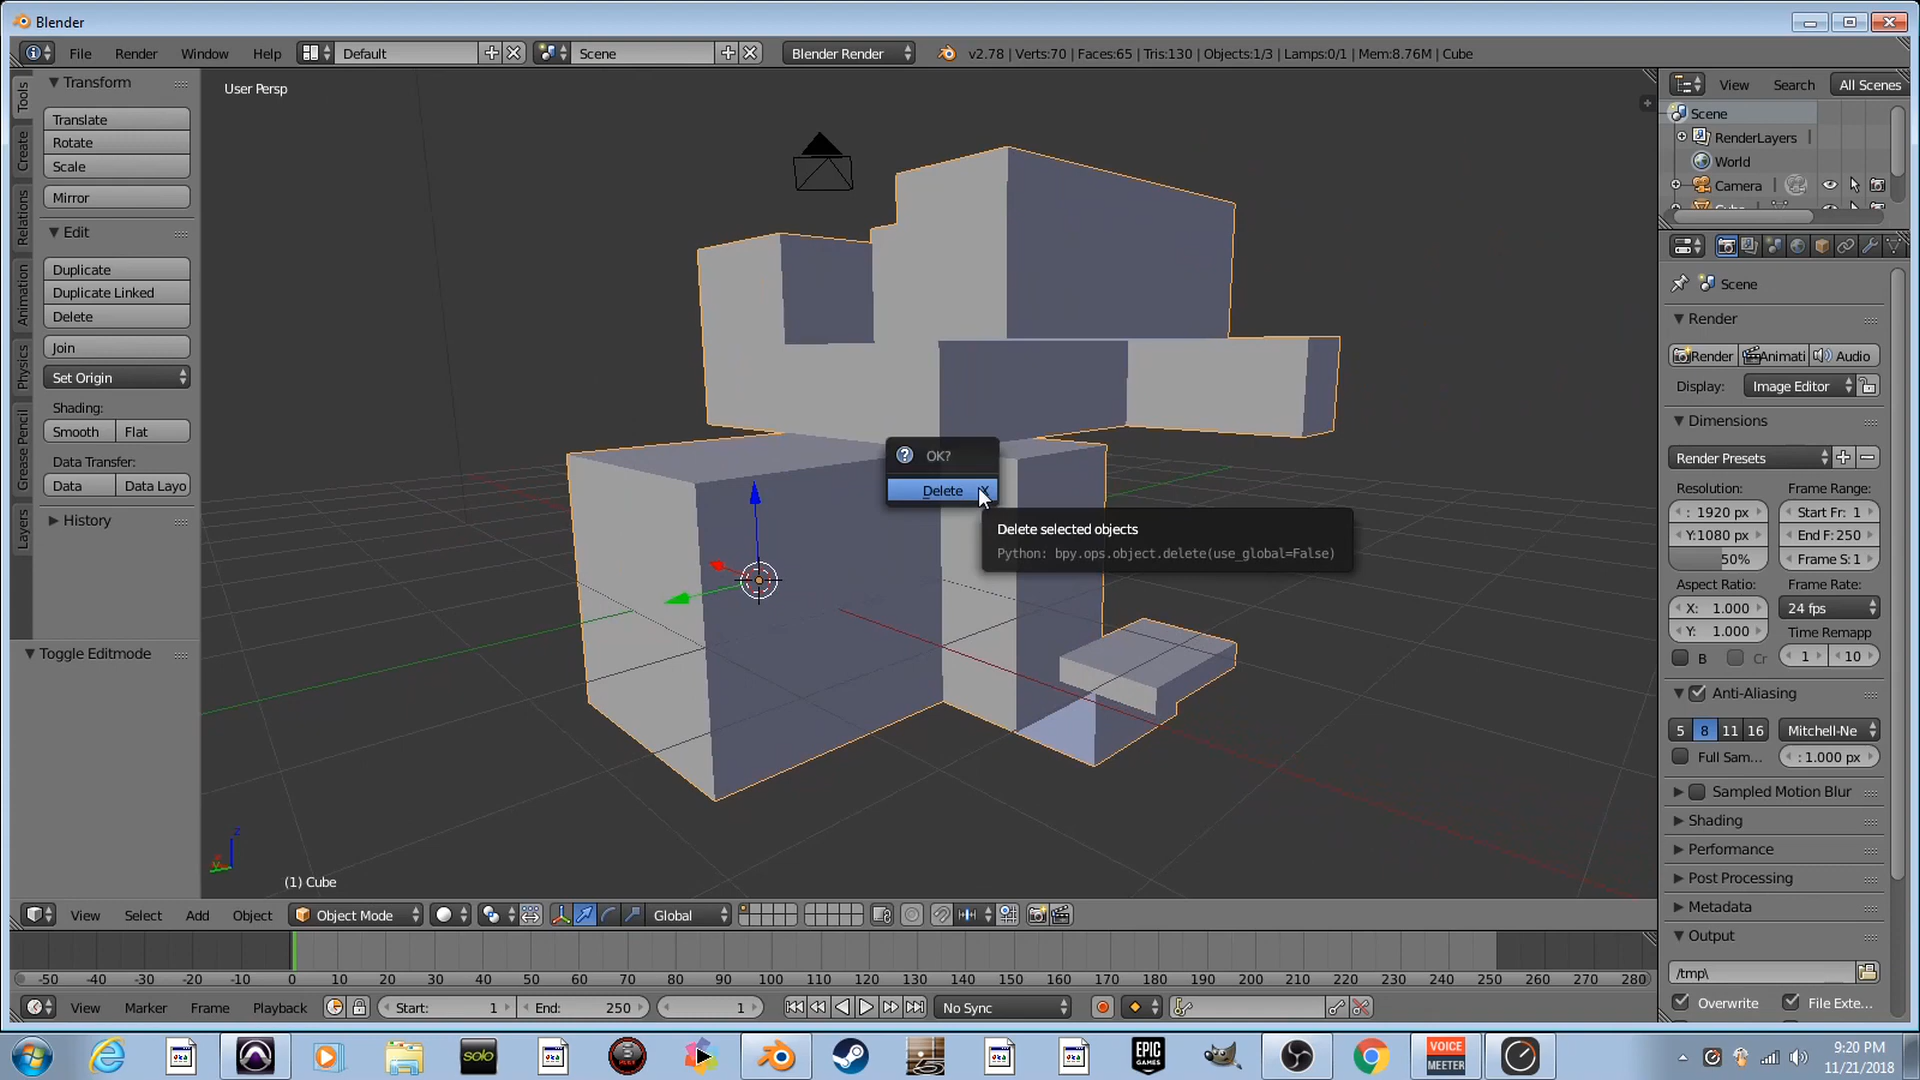 Blender
File Render Window Help Default Scene Blender Render v2.78 | Verts:70 | Faces:65 | Tris:130 | Objects:1/3 | Lamps:0/1 | Mem:8.76M | Cube
Tools
Create
Relations
Animation
Physics
Grease Pencil
Layers
Transform
Translate
Rotate
Scale
Mirror
Edit
Duplicate
Duplicate Linked
Delete
Join
Set Origin
Shading:
Smooth Flat
Data Transfer:
Data Data Layo
History
Toggle Editmode
User Persp
OK?
Delete X
Delete selected objects
Python: bpy.ops.object.delete(use_global=False)
z
(1) Cube
View Search All Scenes
Scene
RenderLayers
World
Camera
Scene
Render
Render Animati Audio
Display: Image Editor
Dimensions
Render Presets
Resolution: Frame Range:
: 1920 px Start Fr: 1
Y:1080 px End F: 250
50% Frame S: 1
Aspect Ratio: Frame Rate:
X: 1.000 24 fps
Y: 1.000 Time Remapp
B Cr 1 10
Anti-Aliasing
5 8 11 16 Mitchell-Ne
Full Sam... : 1.000 px
Sampled Motion Blur
Shading
Performance
Post Processing
Metadata
Output
/tmp\
Overwrite File Exte...
View Select Add Object Object Mode Global
-50 -40 -30 -20 -10 0 10 20 30 40 50 60 70 80 90 100 110 120 130 140 150 160 170 180 190 200 210 220 230 240 250 260 270 280
View Marker Frame Playback Start: 1 End: 250 1 No Sync
solo
EPIC GAMES
VOICE MEETER
9:20 PM
11/21/2018